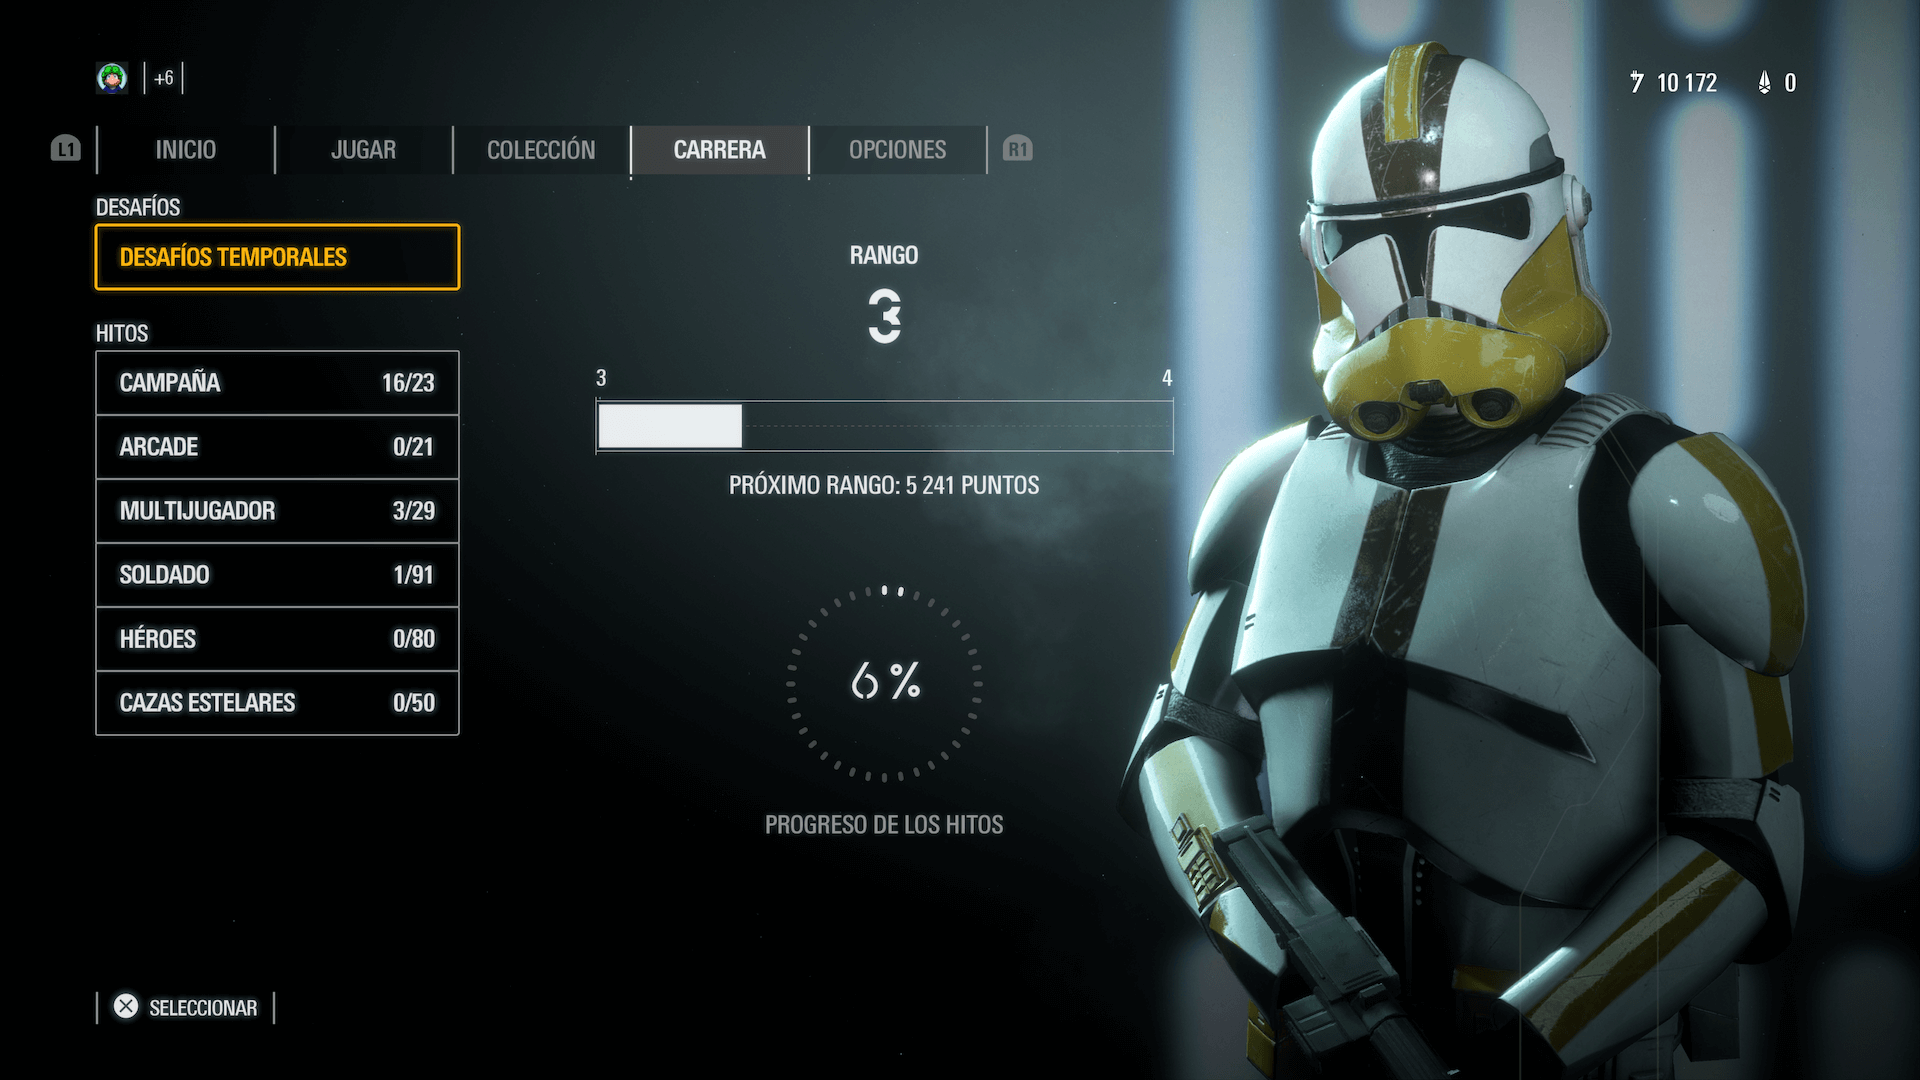 +6
7 10 172 0
L1 INICIO JUGAR COLECCIÓN CARRERA OPCIONES R1
DESAFÍOS
DESAFÍOS TEMPORALES
HITOS
CAMPAÑA 16/23
ARCADE 0/21
MULTIJUGADOR 3/29
SOLDADO 1/91
HÉROES 0/80
CAZAS ESTELARES 0/50
RANGO
3
3 4
PRÓXIMO RANGO: 5 241 PUNTOS
6 %
PROGRESO DE LOS HITOS
SELECCIONAR